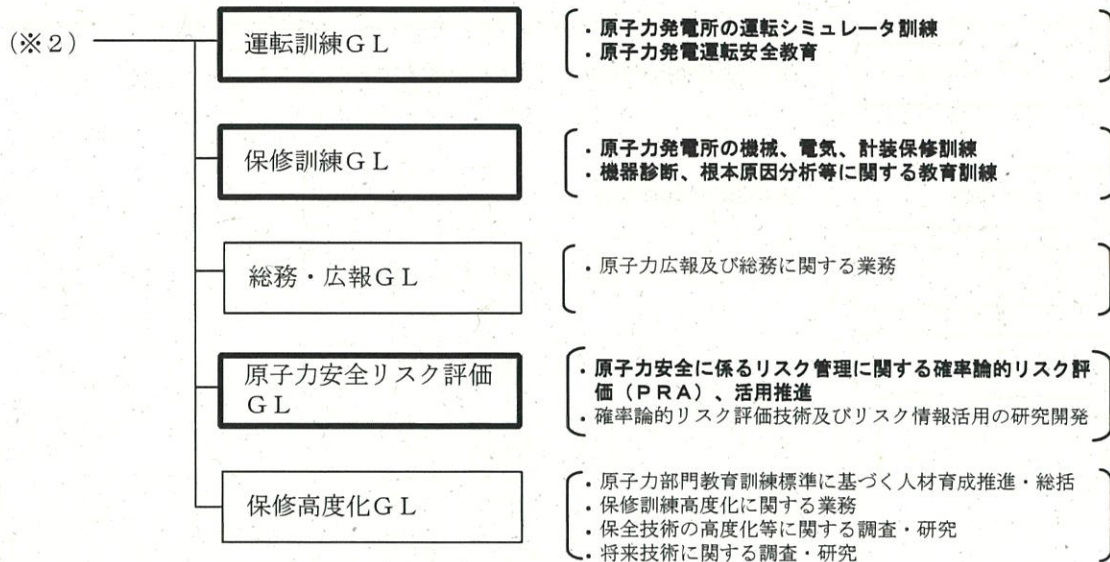 (※2)
運転訓練GL
・原子力発電所の運転シミュレータ訓練
・原子力発電運転安全教育
保修訓練GL
・原子力発電所の機械、電気、計装保修訓練
・機器診断、根本原因分析等に関する教育訓練
総務・広報GL
・原子力広報及び総務に関する業務
原子力安全リスク評価
GL
・原子力安全に係るリスク管理に関する確率論的リスク評
価(PRA)、活用推進
・確率論的リスク評価技術及びリスク情報活用の研究開発
保修高度化GL
・原子力部門教育訓練標準に基づく人材育成推進・総括
・保修訓練高度化に関する業務
・保全技術の高度化等に関する調査・研究
・将来技術に関する調査・研究